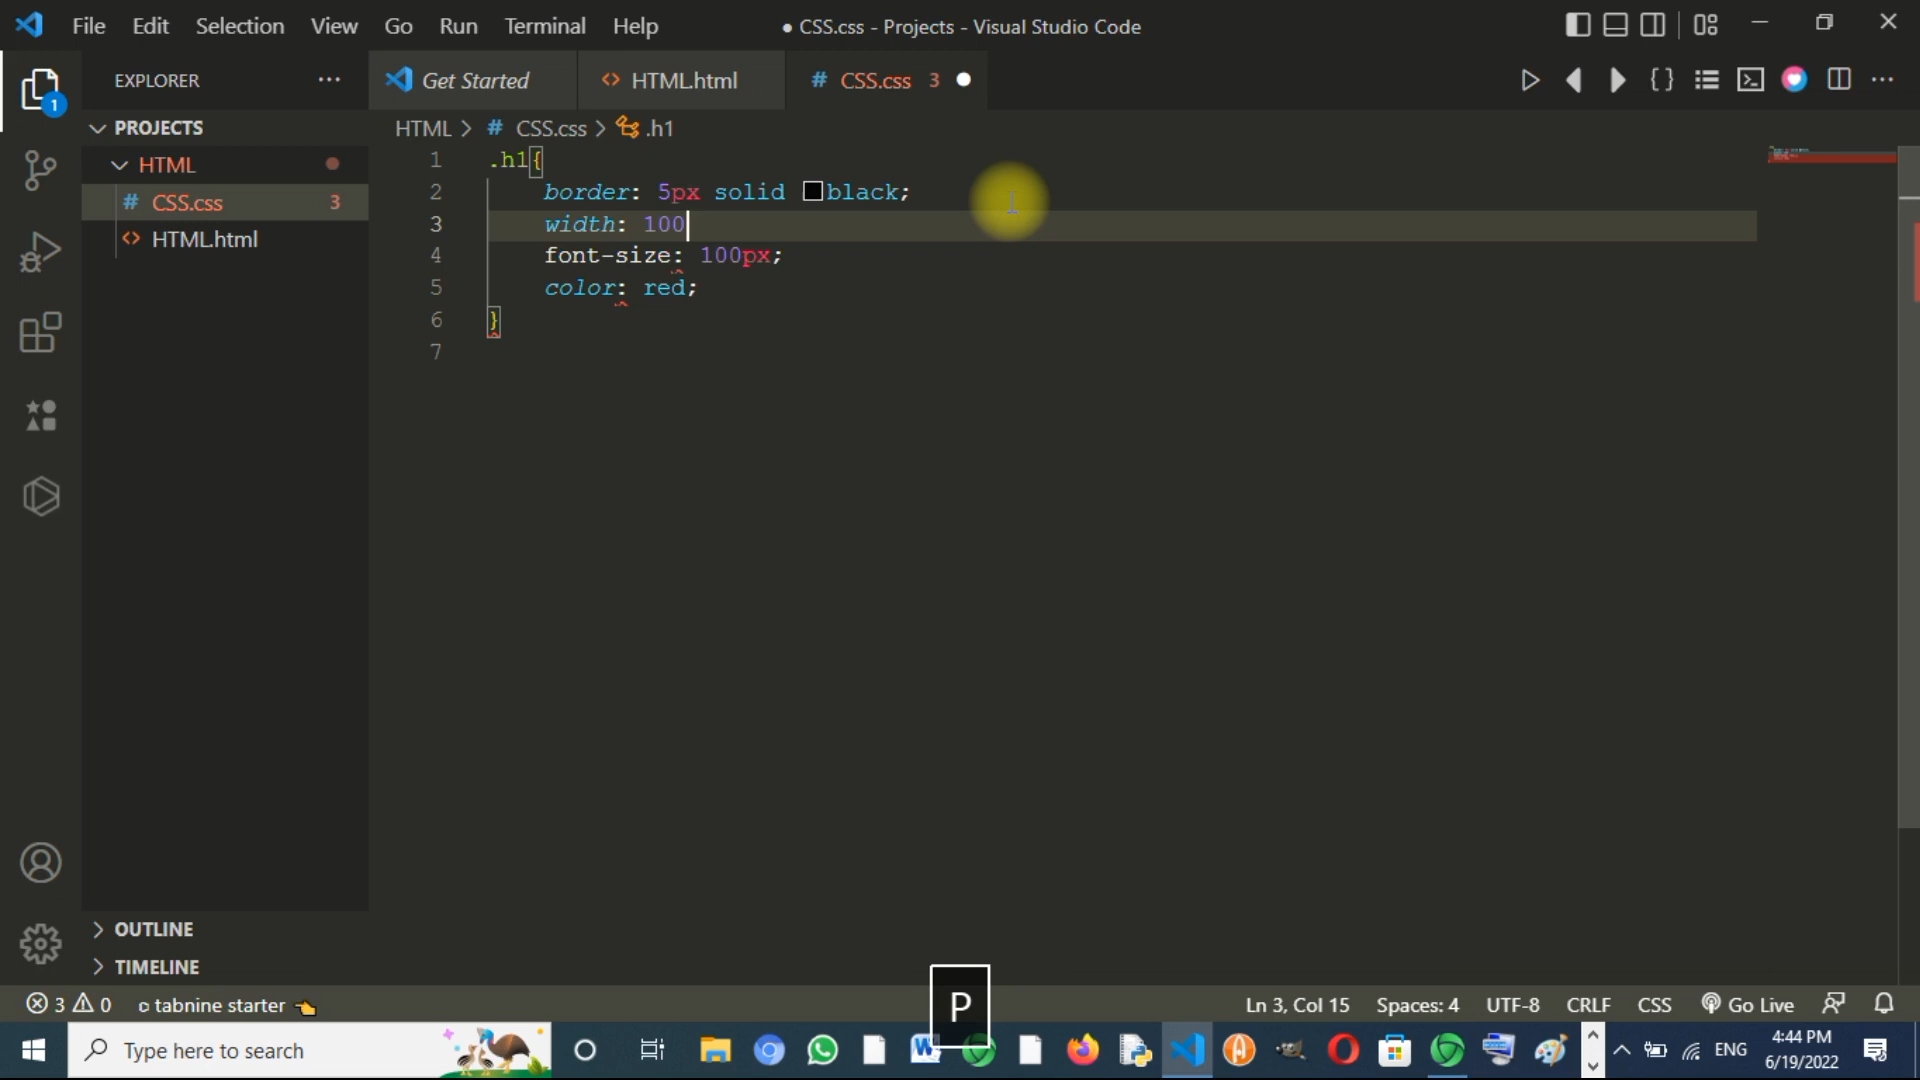 File Edit Selection View Go Run Terminal Help
● CSS.css - Projects - Visual Studio Code
EXPLORER
Get Started
HTML.html
# CSS.css 3
HTML > # CSS.css > .h1
1
PROJECTS
HTML
# CSS.css 3
<> HTML.html
1 .h1{
2 border: 5px solid black;
3 width: 100
4 font-size: 100px;
5 color: red;
6 }
7
OUTLINE
TIMELINE
P
3 0 tabnine starter
Ln 3, Col 15 Spaces: 4 UTF-8 CRLF CSS Go Live
Type here to search
ENG
4:44 PM
6/19/2022